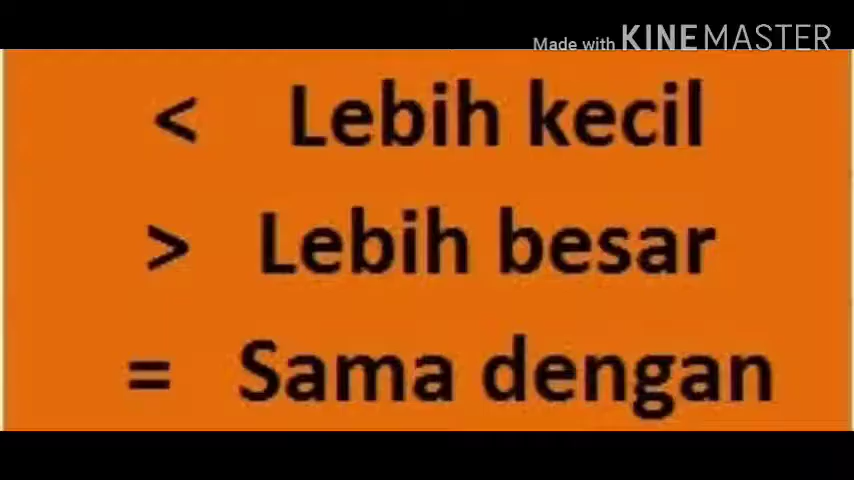 Made with KINEMASTER
< Lebih kecil
> Lebih besar
= Sama dengan